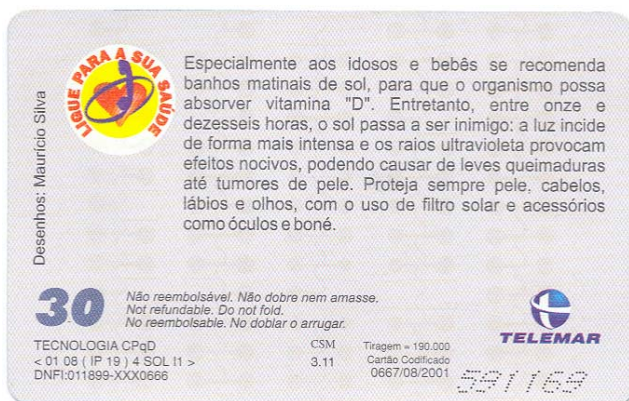 LIGUE PARA A SUA SAÚDE
Desenhos: Maurício Silva
Especialmente aos idosos e bebês se recomenda
banhos matinais de sol, para que o organismo possa
absorver vitamina "D". Entretanto, entre onze e
dezesseis horas, o sol passa a ser inimigo: a luz incide
de forma mais intensa e os raios ultravioleta provocam
efeitos nocivos, podendo causar de leves queimaduras
até tumores de pele. Proteja sempre pele, cabelos,
lábios e olhos, com o uso de filtro solar e acessórios
como óculos e boné.
30
Não reembolsável. Não dobre nem amasse.
Not refundable. Do not fold.
No reembolsable. No doblar o arrugar.
TELEMAR
TECNOLOGIA CPqD
< 01 08 ( IP 19 ) 4 SOL I1 >
DNFI:011899-XXX0666
CSM
3.11
Tiragem = 190.000
Cartão Codificado
0667/08/2001
591169